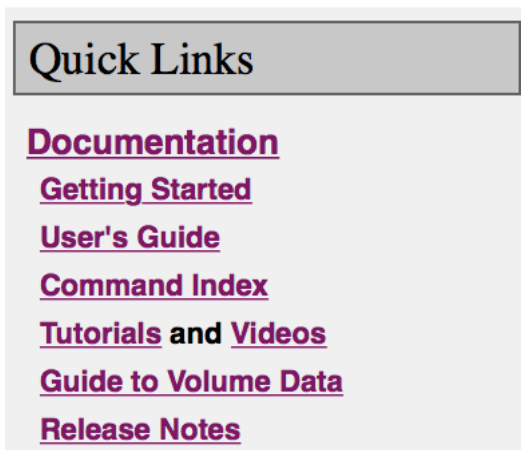 Quick Links
Documentation
Getting Started
User's Guide
Command Index
Tutorials and Videos
Guide to Volume Data
Release Notes